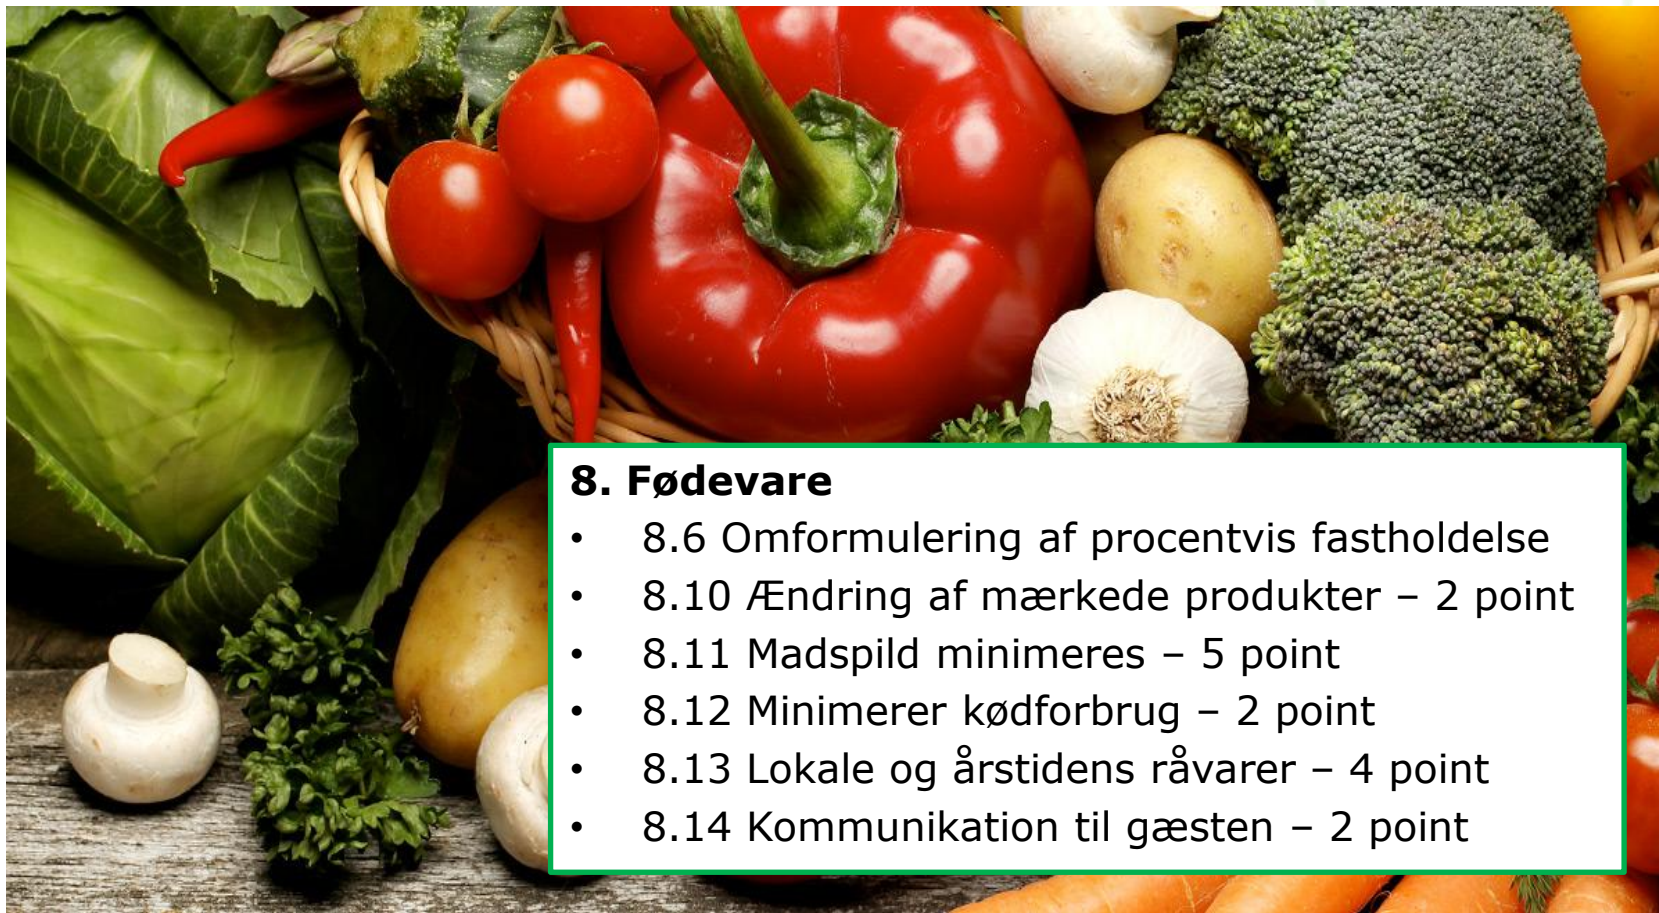 8. Fødevare
• 8.6 Omformulering af procentvis fastholdelse
• 8.10 Ændring af mærkede produkter – 2 point
• 8.11 Madspild minimeres – 5 point
• 8.12 Minimerer kødforbrug – 2 point
• 8.13 Lokale og årstidens råvarer – 4 point
• 8.14 Kommunikation til gæsten – 2 point